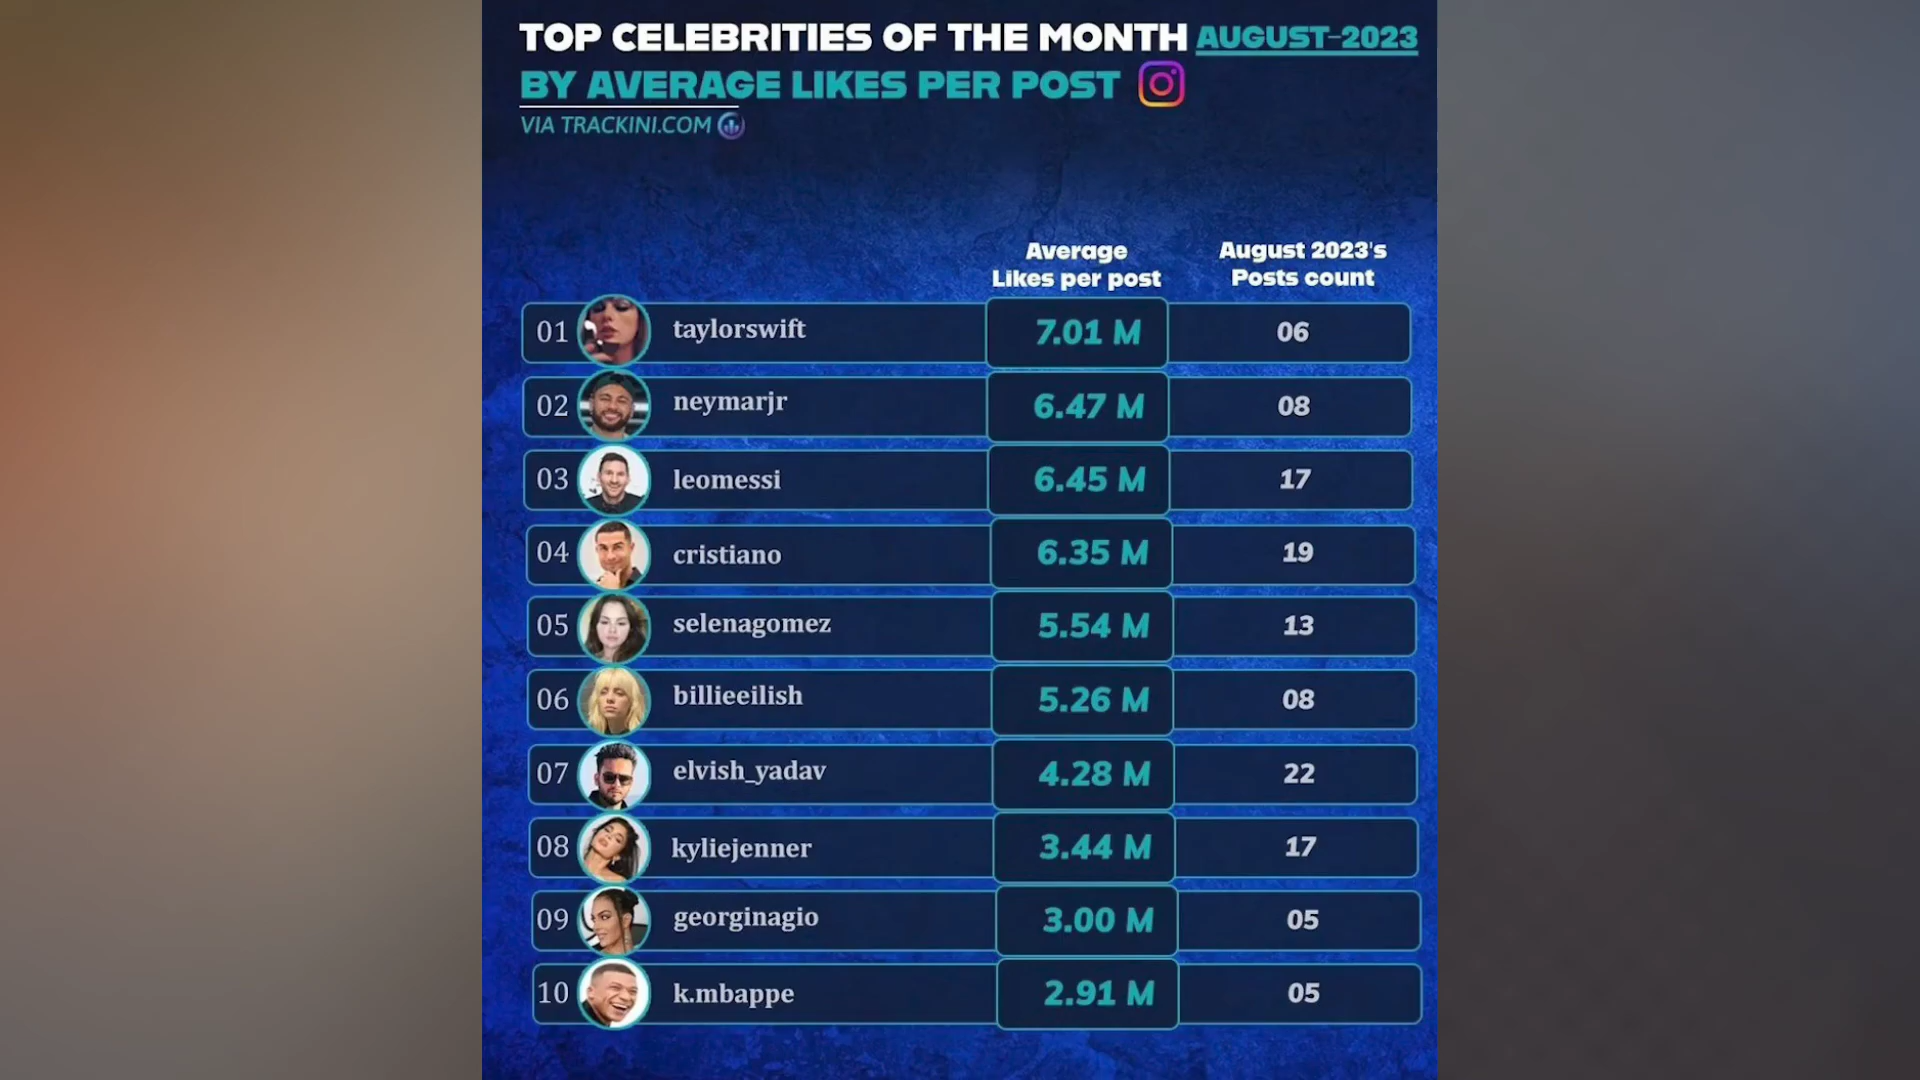 TOP CELEBRITIES OF THE MONTH AUGUST-2023
BY AVERAGE LIKES PER POST
VIA TRACKINI.COM
Average Likes per post
August 2023's Posts count
01 taylorswift 7.01 M 06
02 neymarjr 6.47 M 08
03 leomessi 6.45 M 17
04 cristiano 6.35 M 19
05 selenagomez 5.54 M 13
06 billieeilish 5.26 M 08
07 elvish_yadav 4.28 M 22
08 kyliejenner 3.44 M 17
09 georginagio 3.00 M 05
10 k.mbappe 2.91 M 05